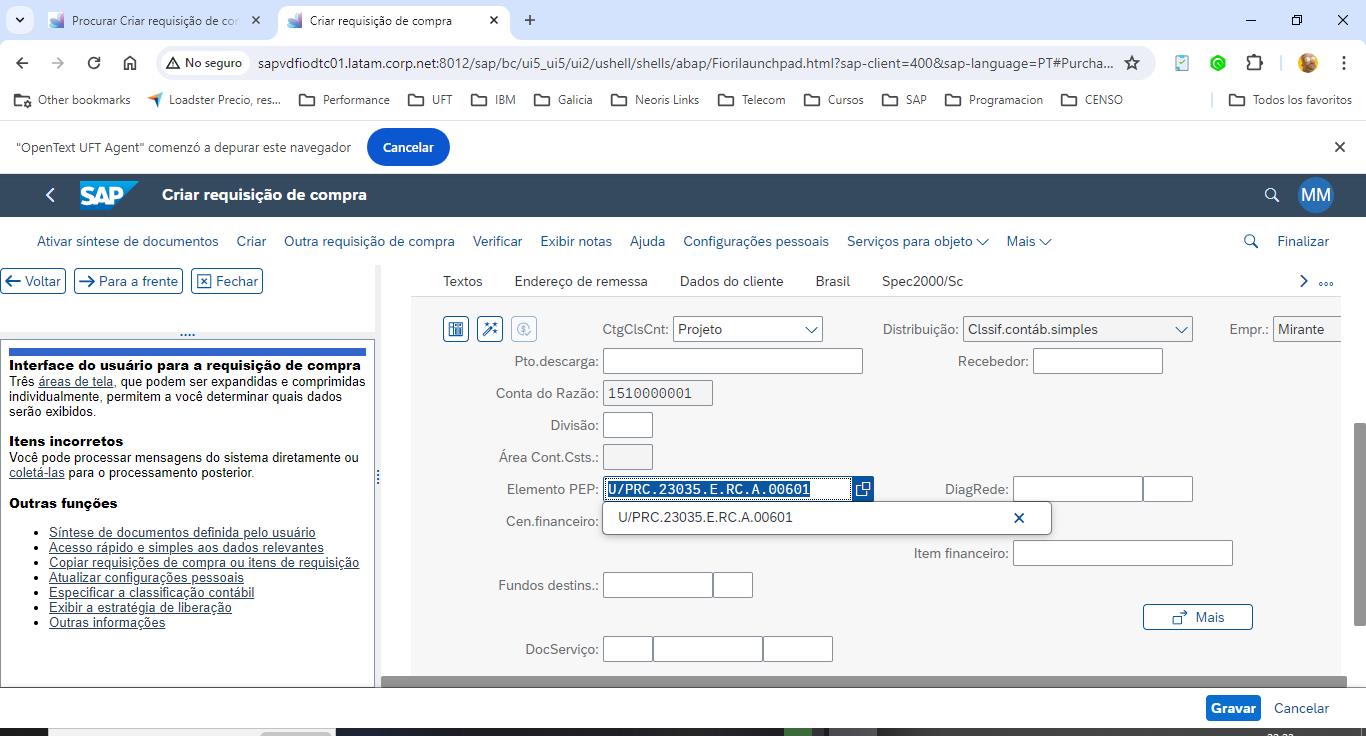 Procurar Criar requisição de co
Criar requisição de compra
No seguro
sapvdfiodtc01.latam.corp.net:8012/sap/bc/ui5_ui5/ui2/ushell/shells/abap/Fiorilaunchpad.html?sap-client=400&sap-language=PT#Purcha...
Other bookmarks
Loadster Precio, res...
Performance
UFT
IBM
Galicia
Neoris Links
Telecom
Cursos
SAP
Programacion
CENSO
Todos los favoritos
"OpenText UFT Agent" comenzó a depurar este navegador
Cancelar
SAP
Criar requisição de compra
MM
Ativar síntese de documentos
Criar
Outra requisição de compra
Verificar
Exibir notas
Ajuda
Configurações pessoais
Serviços para objeto
Mais
Finalizar
Voltar
Para a frente
Fechar
Interface do usuário para a requisição de compra
Três áreas de tela, que podem ser expandidas e comprimidas
individualmente, permitem a você determinar quais dados
serão exibidos.
Itens incorretos
Você pode processar mensagens do sistema diretamente ou
coletá-las para o processamento posterior.
Outras funções
Síntese de documentos definida pelo usuário
Acesso rápido e simples aos dados relevantes
Copiar requisições de compra ou itens de requisição
Atualizar configurações pessoais
Especificar a classificação contábil
Exibir a estratégia de liberação
Outras informações
Textos
Endereço de remessa
Dados do cliente
Brasil
Spec2000/Sc
CtgClsCnt: Projeto
Distribuição: Clssif.contáb.simples
Empr.: Mirante
Pto.descarga:
Recebedor:
Conta do Razão: 1510000001
Divisão:
Área Cont.Csts.:
Elemento PEP: U/PRC.23035.E.RC.A.00601
DiagRede:
U/PRC.23035.E.RC.A.00601
Cen.financeiro:
Item financeiro:
Fundos destins.:
Mais
DocServiço:
Gravar
Cancelar